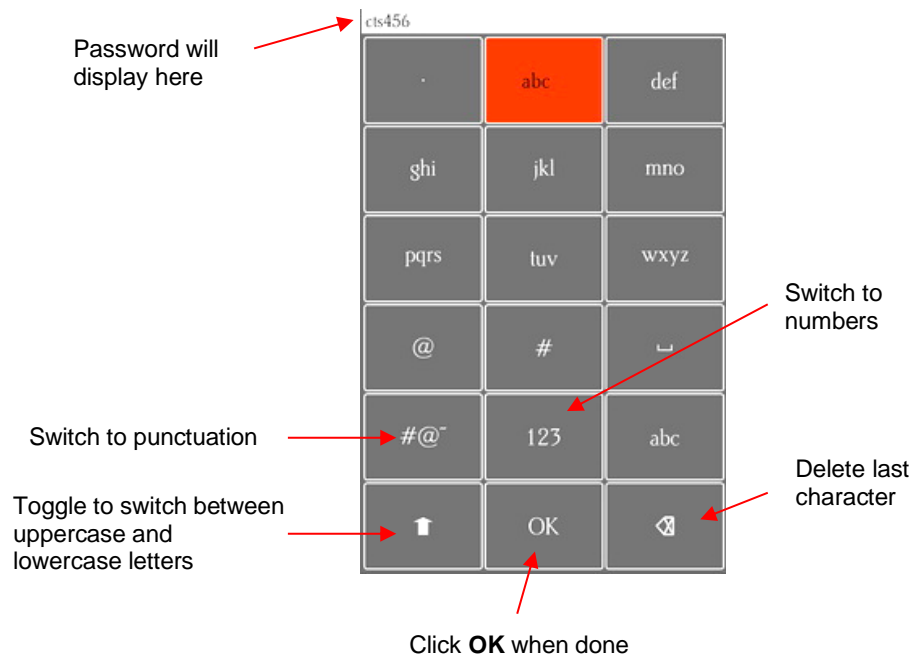 cts456
Password will
display here
. abc def
ghi jkl mno
pqrs tuv wxyz
Switch to
numbers
@ # ⎵
Switch to punctuation
#@~ 123 abc
Delete last
character
Toggle to switch between
uppercase and
lowercase letters
OK
Click OK when done